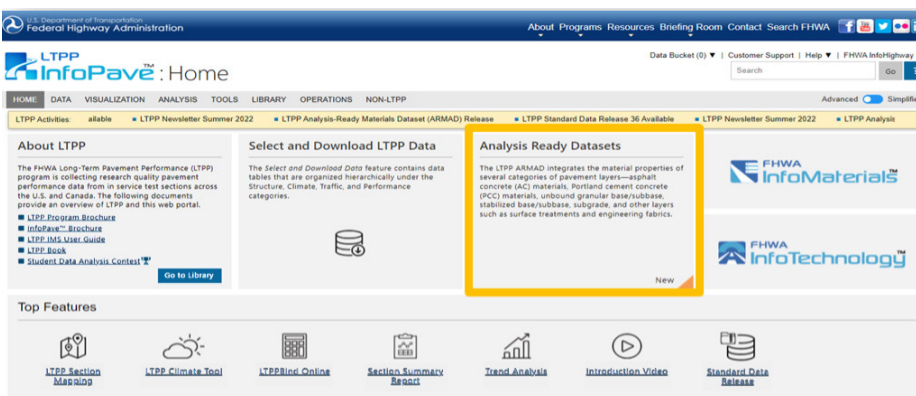 U.S. Department of Transportation
Federal Highway Administration
About Programs Resources Briefing Room Contact Search FHWA
Data Bucket (0) ▼ | Customer Support | Help ▼ | FHWA InfoHighway
LTPP
InfoPave™ : Home
Search
Go
HOME DATA VISUALIZATION ANALYSIS TOOLS LIBRARY OPERATIONS NON-LTPP
Advanced
LTPP Activities: ailable ■ LTPP Newsletter Summer 2022 ■ LTPP Analysis-Ready Materials Dataset (ARMAD) Release ■ LTPP Standard Data Release 36 Available ■ LTPP Newsletter Summer 2022 ■ LTPP Analysis
About LTPP
The FHWA Long-Term Pavement Performance (LTPP)
program is collecting research quality pavement
performance data from in service test sections across
the U.S. and Canada. The following documents
provide an overview of LTPP and this web portal.
■ LTPP Program Brochure
■ InfoPave™ Brochure
■ LTPP IMS User Guide
■ LTPP Book
■ Student Data Analysis Contest
Go to Library
Select and Download LTPP Data
The Select and Download Data feature contains data
tables that are organized hierarchically under the
Structure, Climate, Traffic, and Performance
categories.
Analysis Ready Datasets
The LTPP ARMAD integrates the material properties of
several categories of pavement layers—asphalt
concrete (AC) materials, Portland cement concrete
(PCC) materials, unbound granular base/subbase,
stabilized base/subbase, subgrade, and other layers
such as surface treatments and engineering fabrics.
New
FHWA
InfoMaterials™
FHWA
InfoTechnology™
Top Features
LTPP Section
Mapping
LTPP Climate Tool
LTPPBind Online
Section Summary
Report
Trend Analysis
Introduction Video
Standard Data
Release